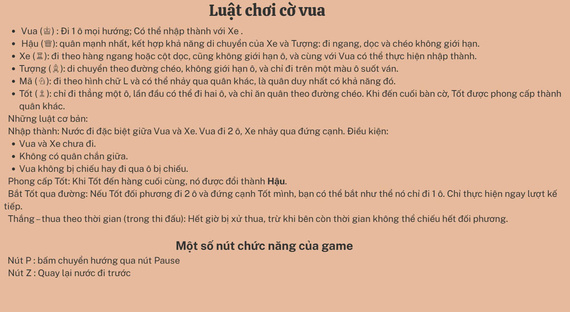 Luật chơi cờ vua
• Vua (♔) : Đi 1 ô mọi hướng; Có thể nhập thành với Xe .
• Hậu (♕): quân mạnh nhất, kết hợp khả năng di chuyển của Xe và Tượng: đi ngang, dọc và chéo không giới hạn.
• Xe (♖): đi theo hàng ngang hoặc cột dọc, cũng không giới hạn ô, và cùng với Vua có thể thực hiện nhập thành.
• Tượng (♗): di chuyển theo đường chéo, không giới hạn ô, và chỉ đi trên một màu ô suốt ván.
• Mã (♘): đi theo hình chữ L và có thể nhảy qua quân khác, là quân duy nhất có khả năng đó.
• Tốt (♙): chỉ đi thẳng một ô, lần đầu có thể đi hai ô, và chỉ ăn quân theo đường chéo. Khi đến cuối bàn cờ, Tốt được phong cấp thành
quân khác.
Những luật cơ bản:
Nhập thành: Nước đi đặc biệt giữa Vua và Xe. Vua đi 2 ô, Xe nhảy qua đứng cạnh. Điều kiện:
• Vua và Xe chưa đi.
• Không có quân chắn giữa.
• Vua không bị chiếu hay đi qua ô bị chiếu.
Phong cấp Tốt: Khi Tốt đến hàng cuối cùng, nó được đổi thành Hậu.
Bắt Tốt qua đường: Nếu Tốt đối phương đi 2 ô và đứng cạnh Tốt mình, bạn có thể bắt như thể nó chỉ đi 1 ô. Chỉ thực hiện ngay lượt kế
tiếp.
Thắng – thua theo thời gian (trong thi đấu): Hết giờ bị xử thua, trừ khi bên còn thời gian không thể chiếu hết đối phương.
Một số nút chức năng của game
Nút P : bấm chuyển hướng qua nút Pause
Nút Z : Quay lại nước đi trước